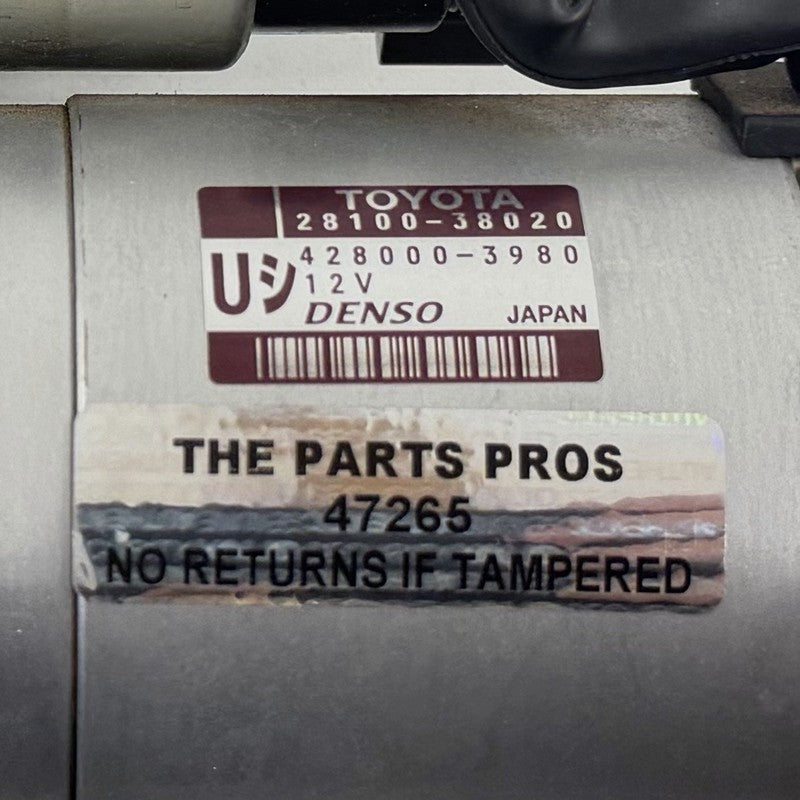 TOYOTA
28100-38020
428000-3980
Uシ
12V
DENSO JAPAN
THE PARTS PROS
47265
NO RETURNS IF TAMPERED